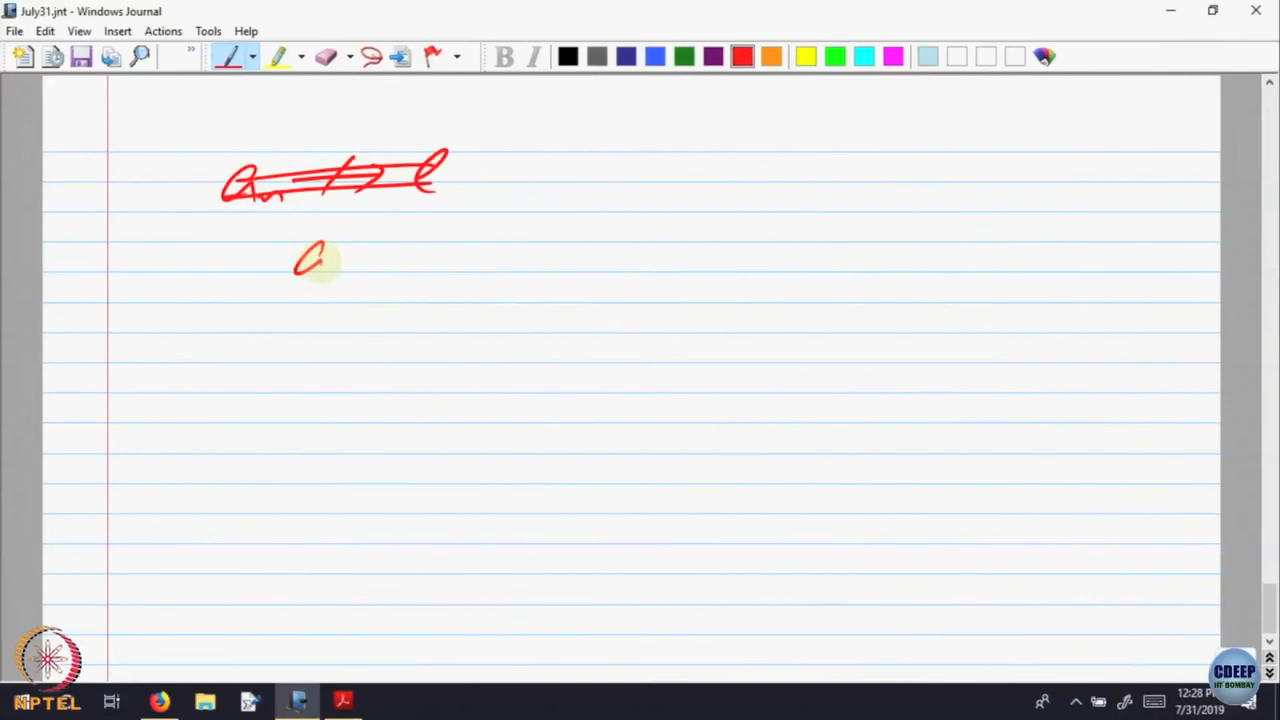 July31.jnt - Windows Journal
File Edit View Insert Actions Tools Help
B I
a
NPTEL
CDEEP
IIT BOMBAY
12:28
7/31/2019